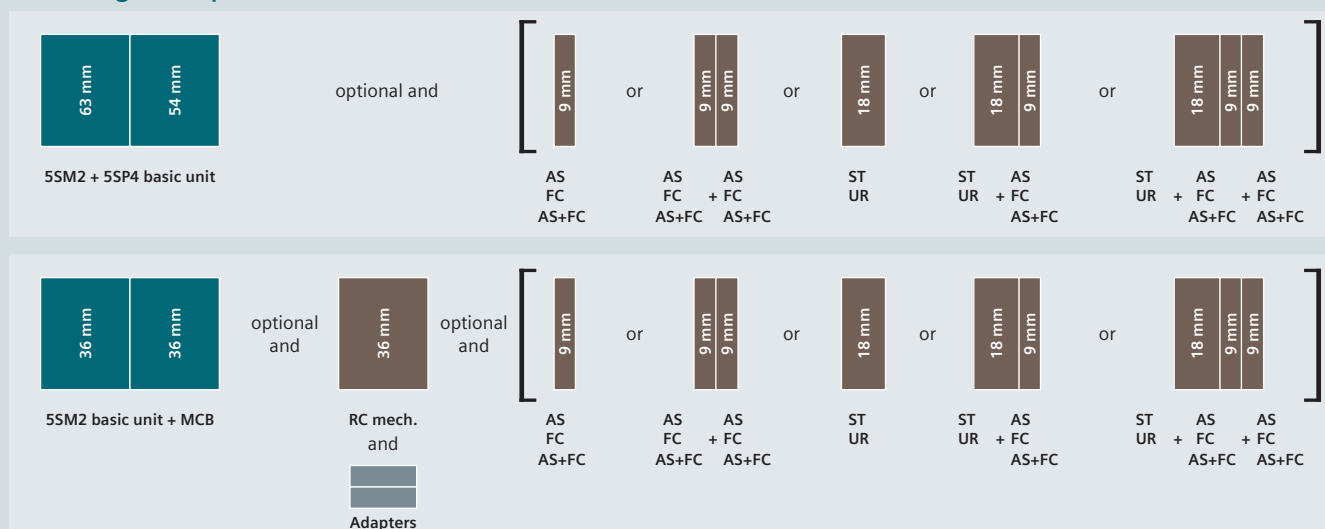 63 mm 54 mm optional and 9 mm or 9 mm 9 mm or 18 mm or 18 mm 9 mm or 18 mm 9 mm 9 mm
5SM2 + 5SP4 basic unit AS AS AS ST ST AS ST AS AS
FC FC + FC UR UR + FC UR + FC + FC
AS+FC AS+FC AS+FC AS+FC AS+FC AS+FC
36 mm 36 mm optional and 36 mm optional and 9 mm or 9 mm 9 mm or 18 mm or 18 mm 9 mm or 18 mm 9 mm 9 mm
5SM2 basic unit + MCB RC mech. AS AS AS ST ST AS ST AS AS
and FC FC + FC UR UR + FC UR + FC + FC
AS+FC AS+FC AS+FC AS+FC AS+FC AS+FC
Adapters